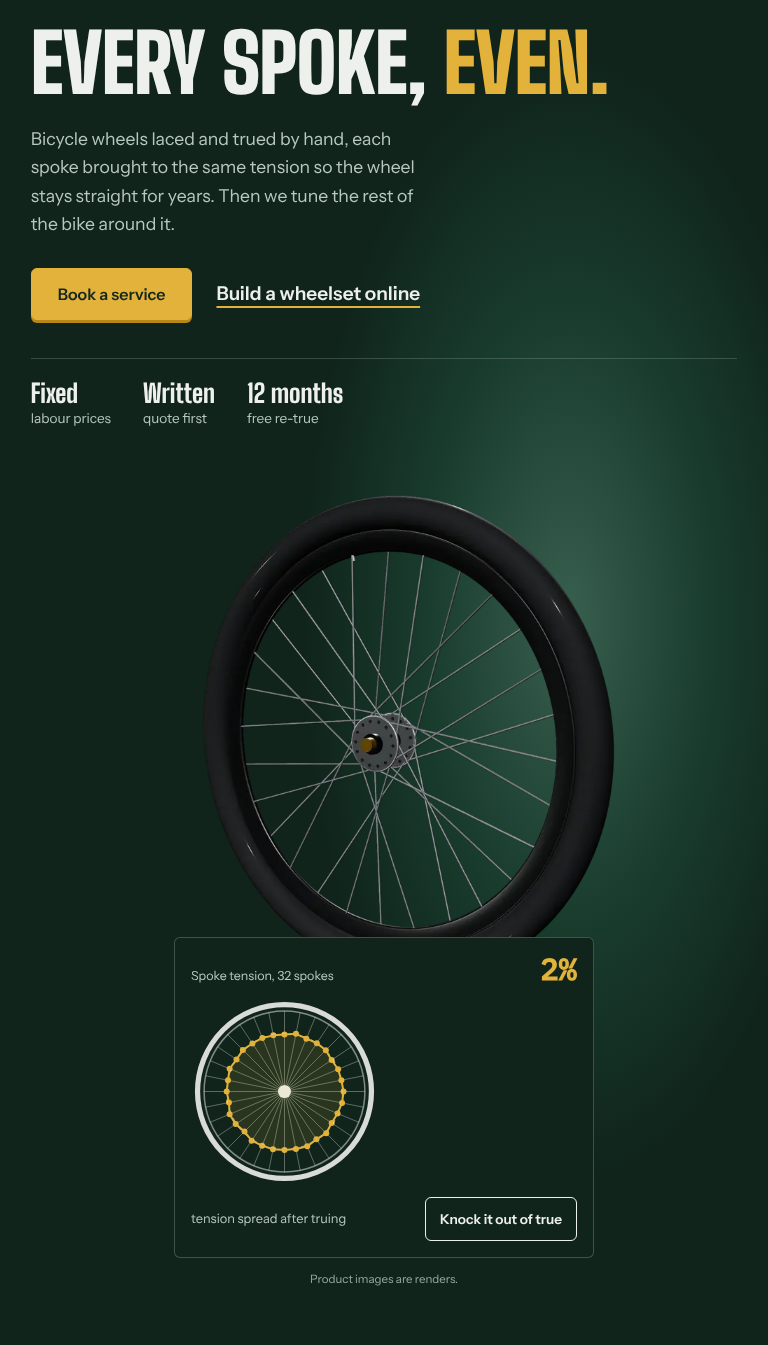 EVERY SPOKE, EVEN.
Bicycle wheels laced and trued by hand, each
spoke brought to the same tension so the wheel
stays straight for years. Then we tune the rest of
the bike around it.
Book a service
Build a wheelset online
Fixed
labour prices
Written
quote first
12 months
free re-true
Spoke tension, 32 spokes
2%
tension spread after truing
Knock it out of true
Product images are renders.